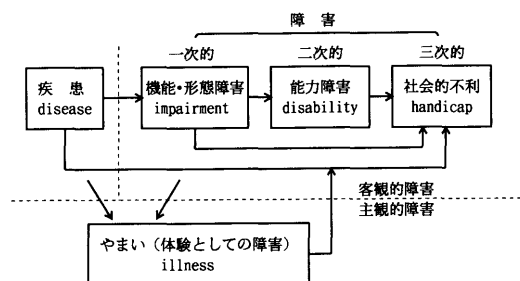 障 害
一次的 二次的 三次的
疾 患 機能・形態障害 能力障害 社会的不利
disease impairment disability handicap
客観的障害
主観的障害
やまい（体験としての障害）
illness